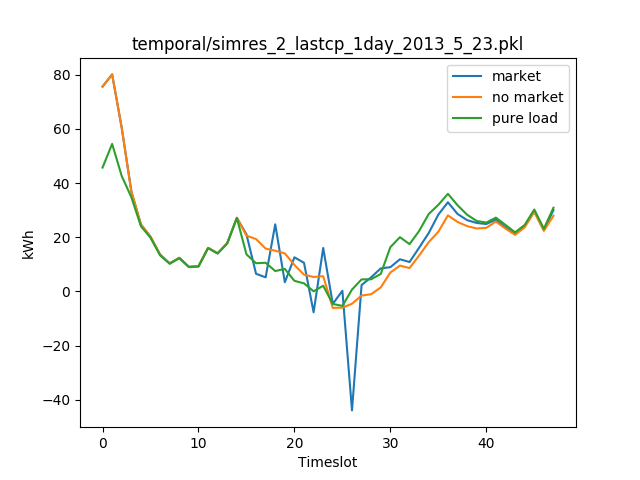 temporal/simres_2_lastcp_1day_2013_5_23.pkl
market
no market
pure load
kWh
80
60
40
20
0
−20
−40
0
10
20
30
40
Timeslot